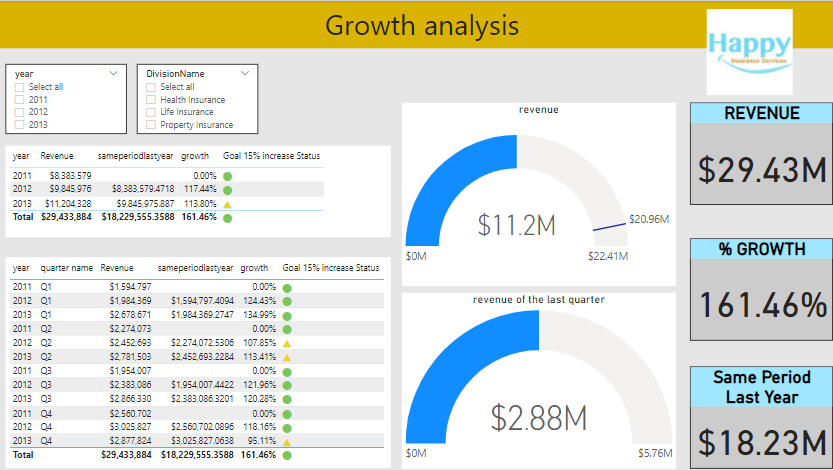 Growth analysis
Happy
Insurance Services
year
Select all
2011
2012
2013
DivisionName
Select all
Health Insurance
Life Insurance
Property Insurance
year Revenue sameperiodlastyear growth Goal 15% increase Status
2011 $8,383,579 0.00%
2012 $9,845,976 $8,383,579.4718 117.44%
2013 $11,204,328 $9,845,975.887 113.80%
Total $29,433,884 $18,229,555.3588 161.46%
year quarter name Revenue sameperiodlastyear growth Goal 15% increase Status
2011 Q1 $1,594,797 0.00%
2012 Q1 $1,984,369 $1,594,797.4094 124.43%
2013 Q1 $2,678,671 $1,984,369.2747 134.99%
2011 Q2 $2,274,073 0.00%
2012 Q2 $2,452,693 $2,274,072.5306 107.85%
2013 Q2 $2,781,503 $2,452,693.2284 113.41%
2011 Q3 $1,954,007 0.00%
2012 Q3 $2,383,086 $1,954,007.4422 121.96%
2013 Q3 $2,866,330 $2,383,086.3201 120.28%
2011 Q4 $2,560,702 0.00%
2012 Q4 $3,025,827 $2,560,702.0896 118.16%
2013 Q4 $2,877,824 $3,025,827.0638 95.11%
Total $29,433,884 $18,229,555.3588 161.46%
revenue
$11.2M
$20.96M
$0M
$22.41M
revenue of the last quarter
$2.88M
$0M
$5.76M
REVENUE
$29.43M
% GROWTH
161.46%
Same Period
Last Year
$18.23M